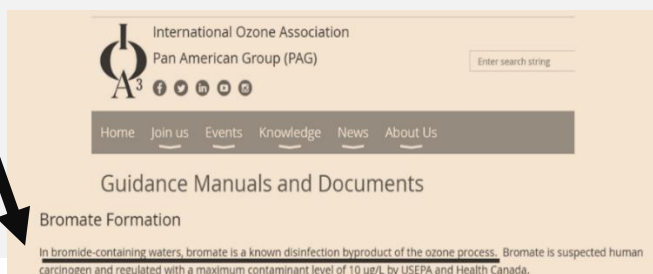 International Ozone Association
Pan American Group (PAG)
IOA3
Enter search string
Home Join us Events Knowledge News About Us
Guidance Manuals and Documents
Bromate Formation
In bromide-containing waters, bromate is a known disinfection byproduct of the ozone process. Bromate is suspected human
carcinogen and regulated with a maximum contaminant level of 10 ug/L by USEPA and Health Canada.